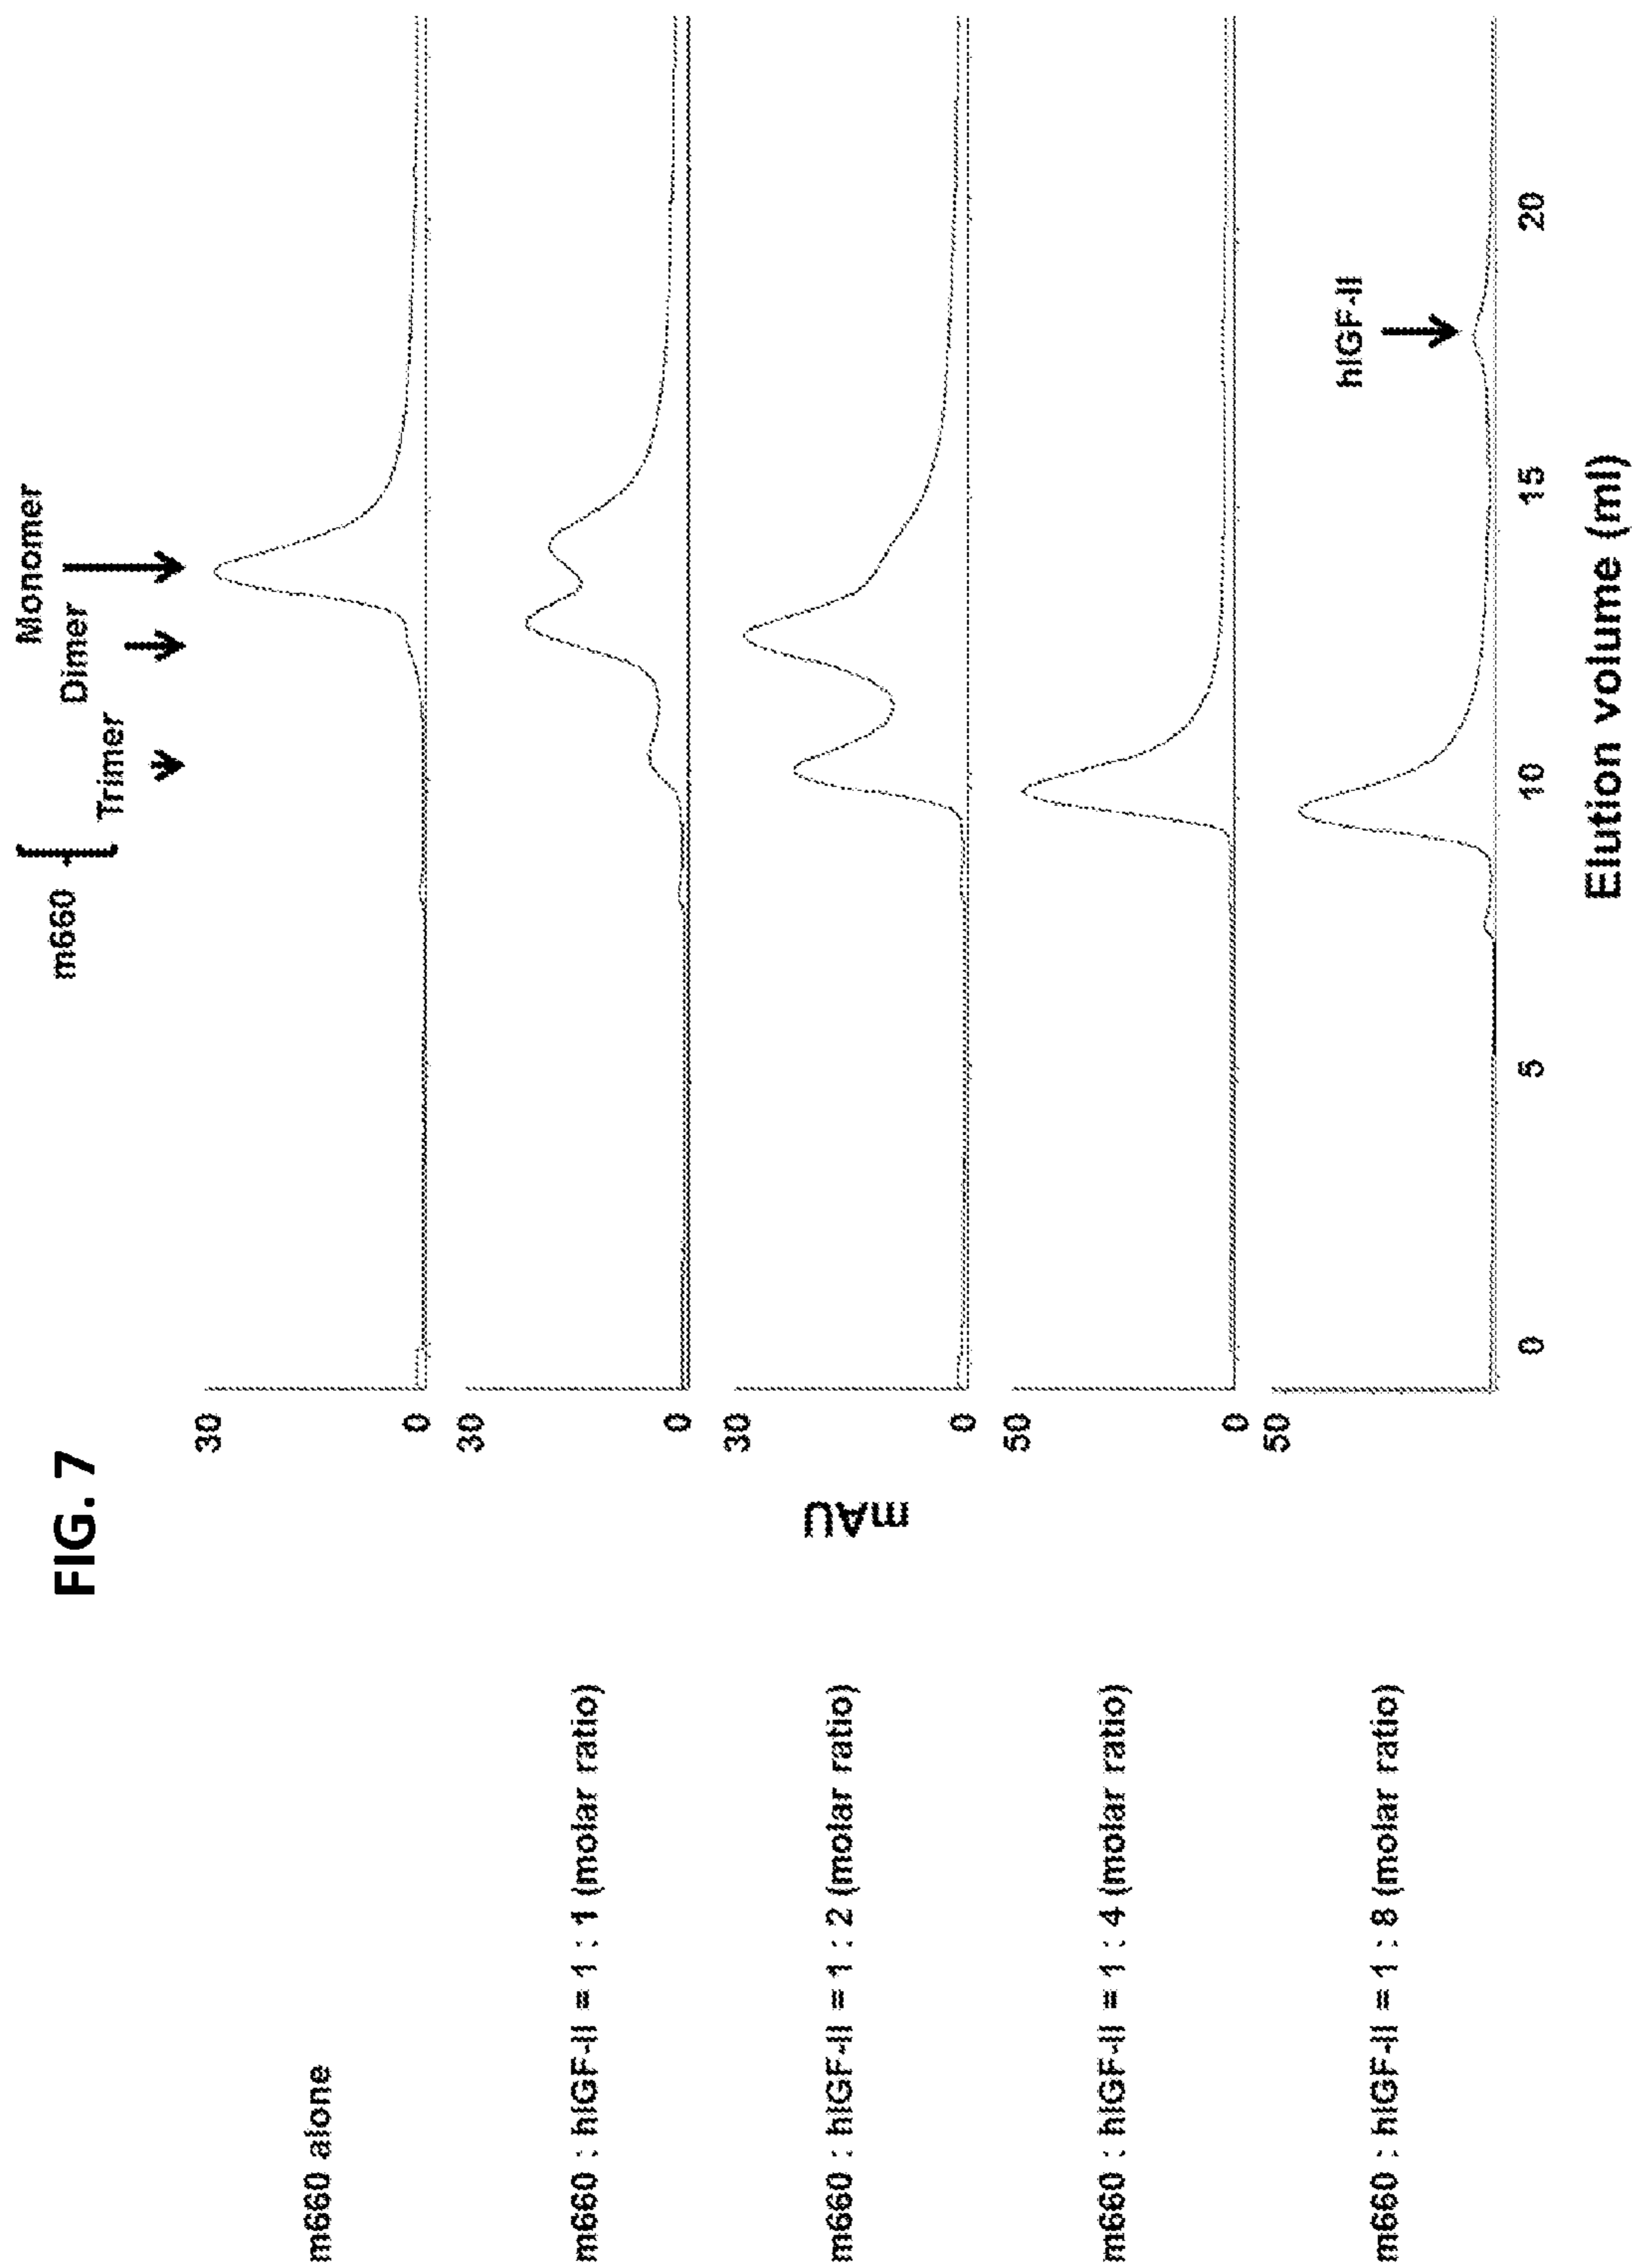 FIG. 7
m660
Monomer
Dimer
Trimer
m660 alone
30
0
m660 : hIGF-II = 1 : 1 (molar ratio)
30
0
m660 : hIGF-II = 1 : 2 (molar ratio)
30
0
mAU
m660 : hIGF-II = 1 : 4 (molar ratio)
50
0
m660 : hIGF-II = 1 : 8 (molar ratio)
50
hIGF-II
0
5
10
15
20
Elution volume (ml)